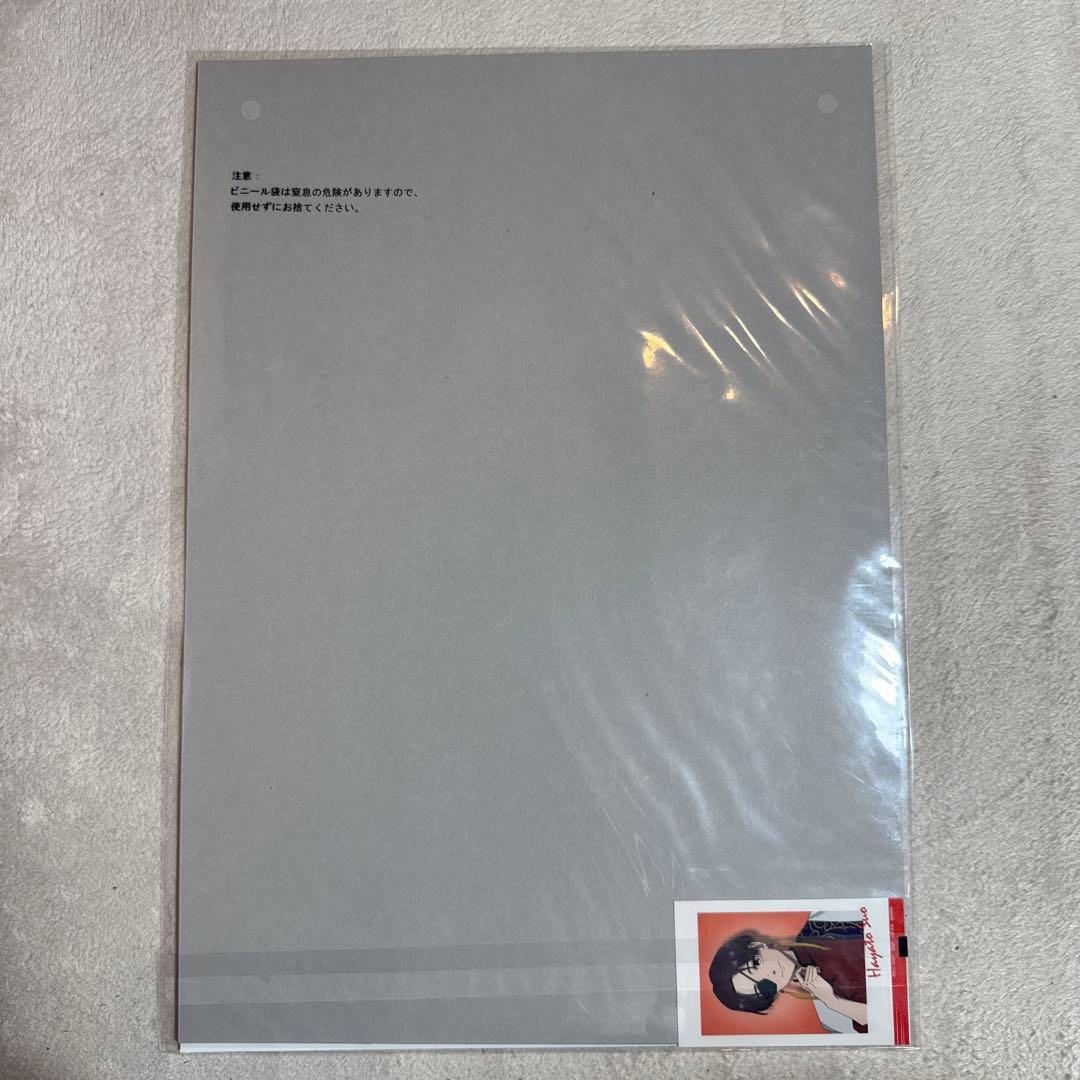 注意：
ビニール袋は窒息の危険がありますので、
使用せずにお捨てください。
Hayato Suo